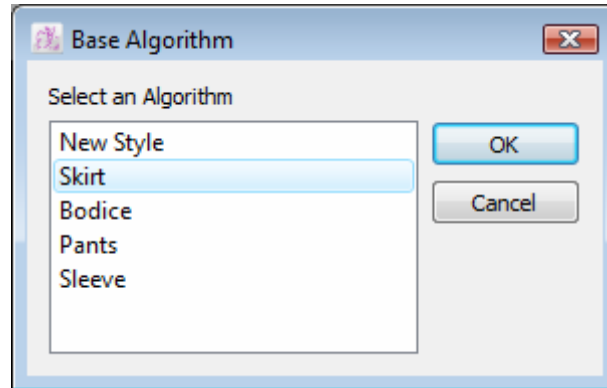 Base Algorithm
Select an Algorithm
New Style
Skirt
Bodice
Pants
Sleeve
OK
Cancel